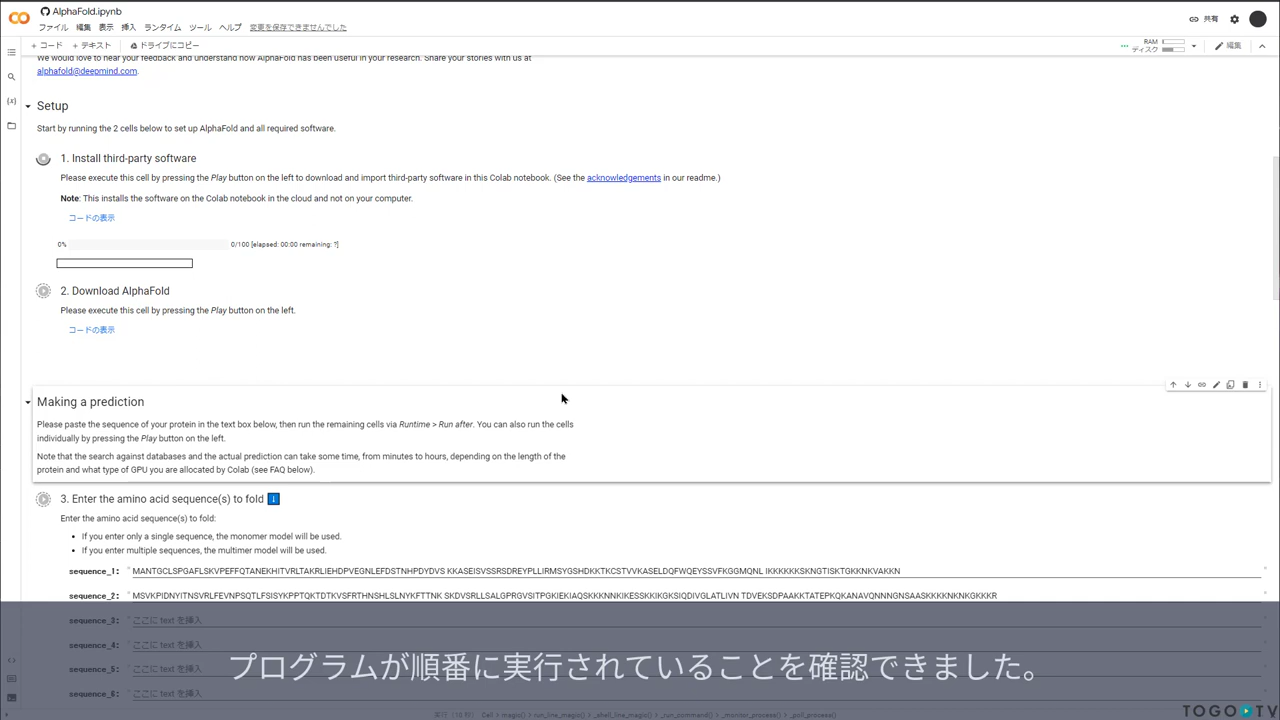 AlphaFold.ipynb
ファイル 編集 表示 挿入 ランタイム ツール ヘルプ 変更を保存できませんでした
共有
+ コード + テキスト ドライブにコピー
RAM
ディスク
編集
We would love to hear your feedback and understand how AlphaFold has been useful in your research. Share your stories with us at
alphafold@deepmind.com.
Setup
Start by running the 2 cells below to set up AlphaFold and all required software.
1. Install third-party software
Please execute this cell by pressing the Play button on the left to download and import third-party software in this Colab notebook. (See the acknowledgements in our readme.)
Note: This installs the software on the Colab notebook in the cloud and not on your computer.
コードの表示
0% 0/100 [elapsed: 00:00 remaining: ?]
2. Download AlphaFold
Please execute this cell by pressing the Play button on the left.
コードの表示
Making a prediction
Please paste the sequence of your protein in the text box below, then run the remaining cells via Runtime > Run after. You can also run the cells
individually by pressing the Play button on the left.
Note that the search against databases and the actual prediction can take some time, from minutes to hours, depending on the length of the
protein and what type of GPU you are allocated by Colab (see FAQ below).
3. Enter the amino acid sequence(s) to fold
Enter the amino acid sequence(s) to fold:
If you enter only a single sequence, the monomer model will be used.
If you enter multiple sequences, the multimer model will be used.
sequence_1: " MANTGCLSPGAFLSKVPEFFQTANEKHITVRLTAKRLIEHDPVEGNLEFDSTNHPDYDVS KKASEISVSSRSDREYPLLIRMSYGSHDKKTKCSTVVKASELDQFWQEYSSVFKGGMQNL IKKKKKKSKNGTISKTGKKNKVAKKN "
sequence_2: " MSVKPIDNYITNSVRLFEVNPSQTLFSISYKPPTQKTDTKVSFRTHNSHLSLNYKFTTNK SKDVSRLLSALGPRGVSITPGKIEKIAQSKKKNNKIKESSKKIKGKSIQDIVGLATLIVN TDVEKSDPAAKKTATEPKQKANAVQNNNGNSAASKKKKNKNKGKKKR "
sequence_3: " ここに text を挿入 "
sequence_4: " ここに text を挿入 "
sequence_5: " ここに text を挿入 "
sequence_6: " ここに text を挿入 "
プログラムが順番に実行されていることを確認できました。
実行 (10 秒) Cell > magic() > run_line_magic() > _shell_line_magic() > _run_command() > _monitor_process() > _poll_process()
TOGOTV